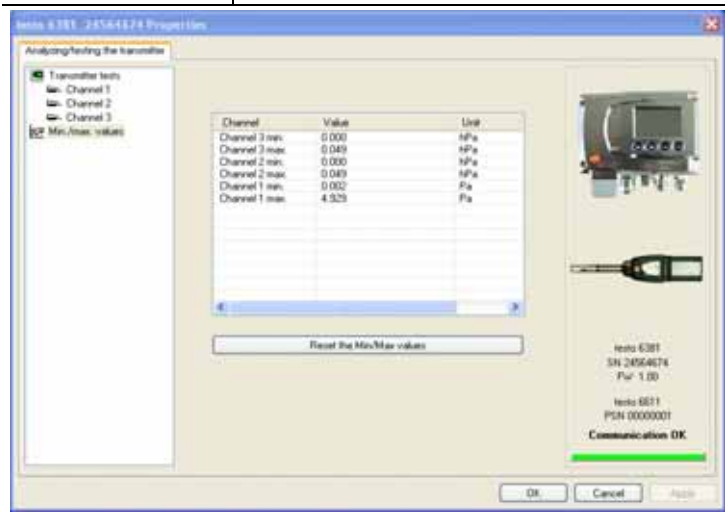 testo 6381 24564674 Properties
Analyzing/testing the transmitter
Transmitter tests
Channel 1
Channel 2
Channel 3
Min./max. values
Channel Value Unit
Channel 3 min. 0.000 hPa
Channel 3 max. 0.049 hPa
Channel 2 min. 0.000 hPa
Channel 2 max. 0.049 hPa
Channel 1 min. 0.002 Pa
Channel 1 max. 4.929 Pa
Reset the Min/Max values
testo 6381
SN 24564674
FW 1.00
testo 6611
PSN 00000001
Communication OK
OK
Cancel
Apply